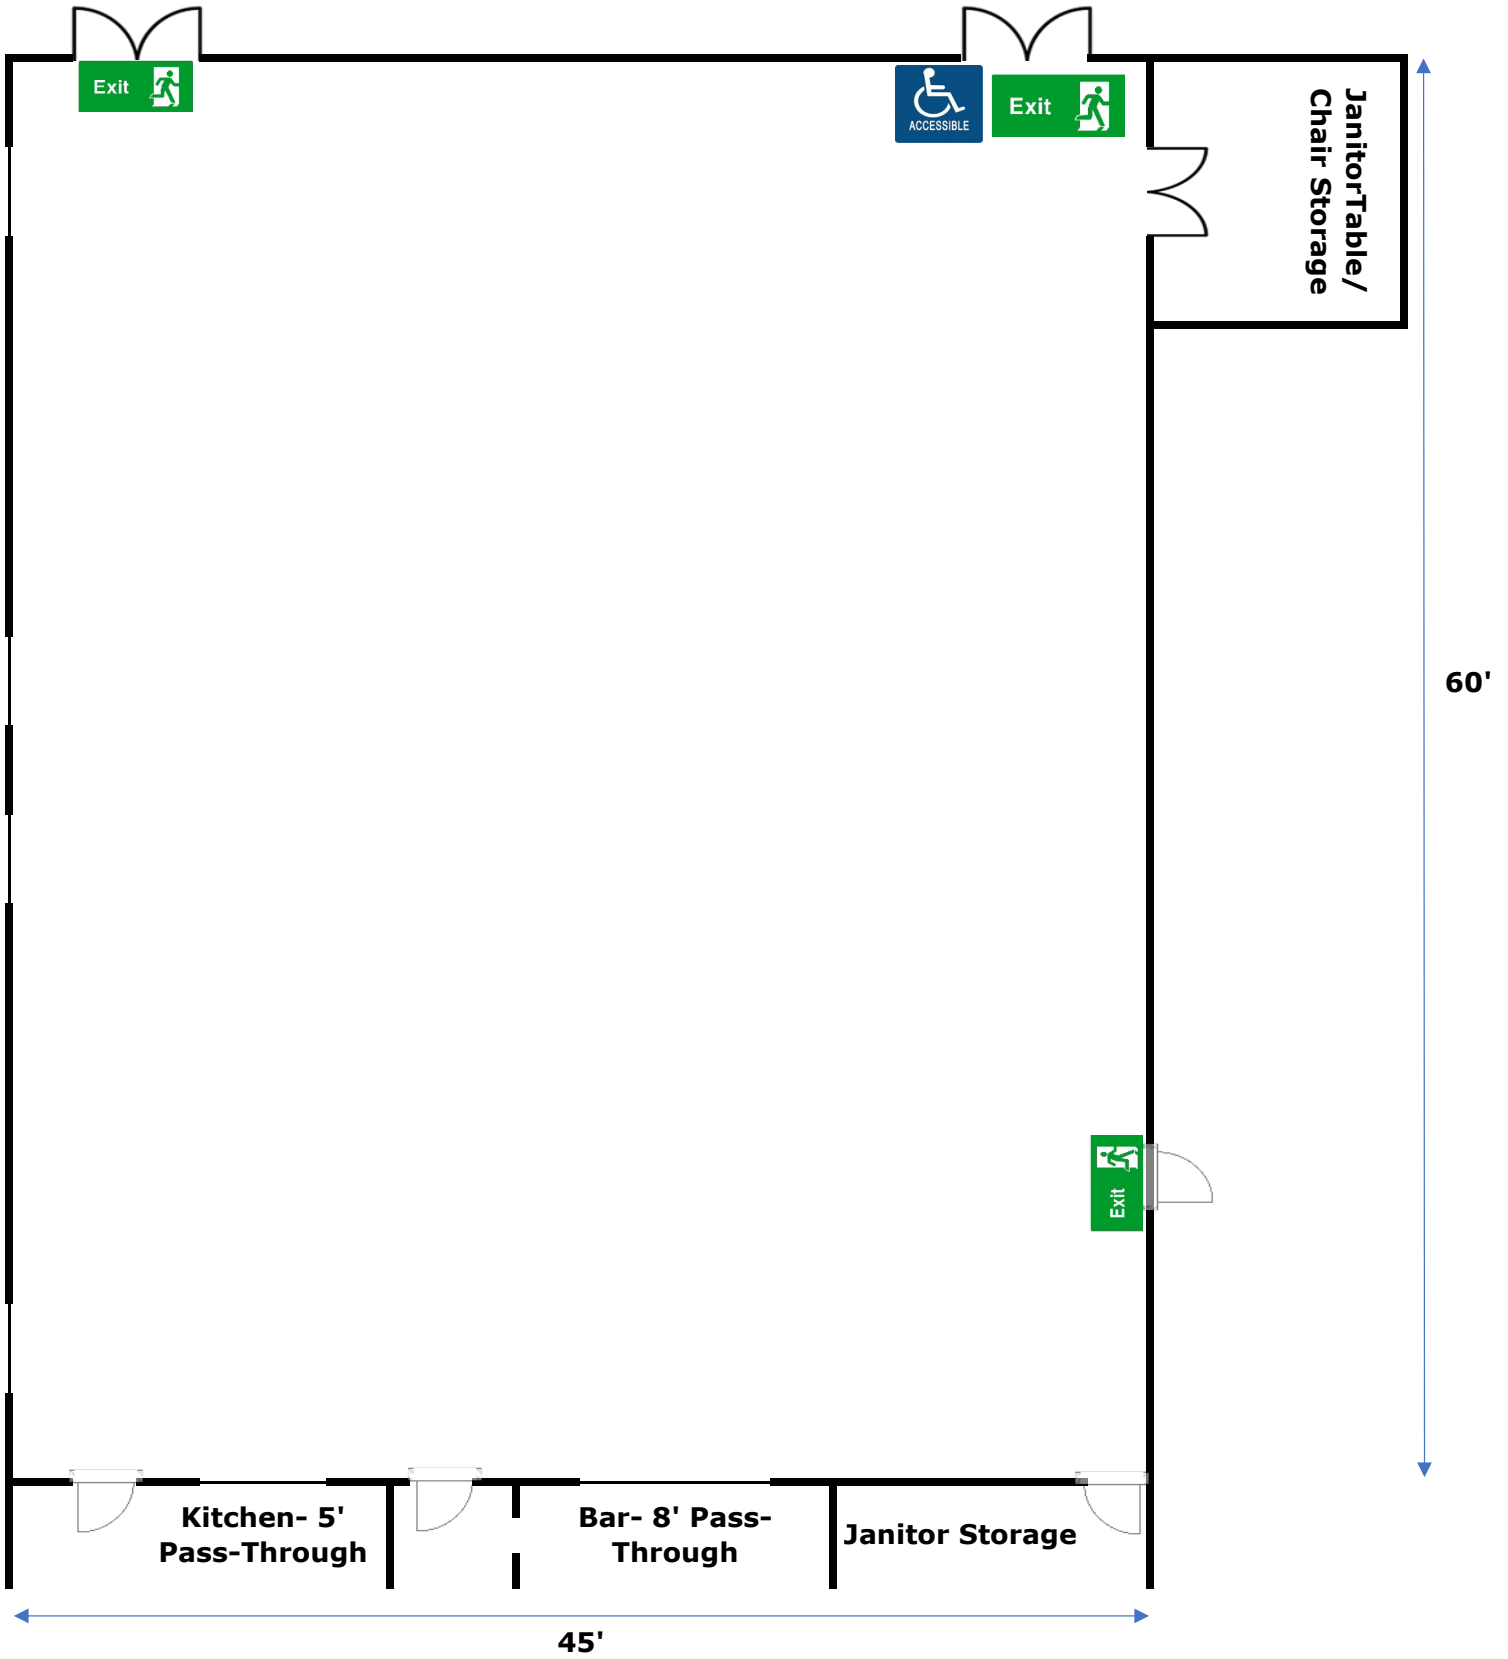 Exit
ACCESSIBLE
Exit
JanitorTable/
Chair Storage
60'
Exit
Kitchen- 5'
Pass-Through
Bar- 8' Pass-
Through
Janitor Storage
45'